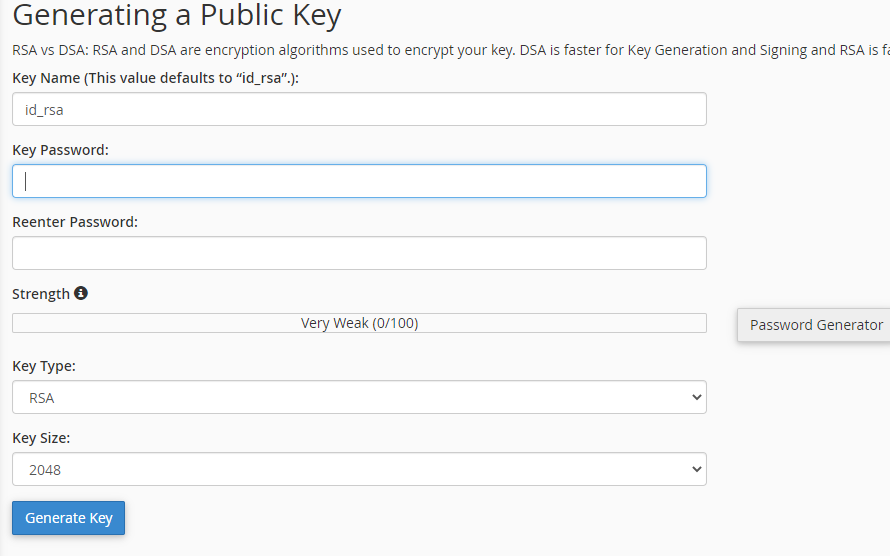 Generating a Public Key
RSA vs DSA: RSA and DSA are encryption algorithms used to encrypt your key. DSA is faster for Key Generation and Signing and RSA is
Key Name (This value defaults to “id_rsa”.):
id_rsa
Key Password:
Reenter Password:
Strength
Very Weak (0/100)
Password Generator
Key Type:
RSA
Key Size:
2048
Generate Key